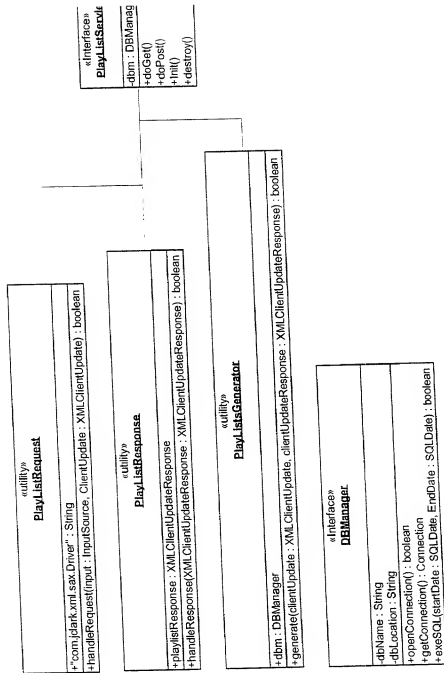 «Interface»
PlayListServle
-dbm : DBManag
+doGet()
+doPost()
+Init()
+destroy()
«utility»
PlayListRequest
+"com.jclark.xml.sax.Driver" : String
+handleRequest(input : InputSource, ClientUpdate : XMLClientUpdate) : boolean
«utility»
PlayListResponse
+playlistResponse : XMLClientUpdateResponse
+handleResponse(XMLClientUpdateResponse : XMLClientUpdateResponse) : boolean
«utility»
PlayListsGenerator
+dbm : DBManager
+generate(clientUpdate : XMLClientUpdate, clientUpdateResponse : XMLClientUpdateResponse) : boolean
«Interface»
DBManager
-dbName : String
-dbLocation : String
+openConnection() : boolean
+getConnection() : Connection
+exeSQL(startDate : SQLDate, EndDate : SQLDate) : boolean